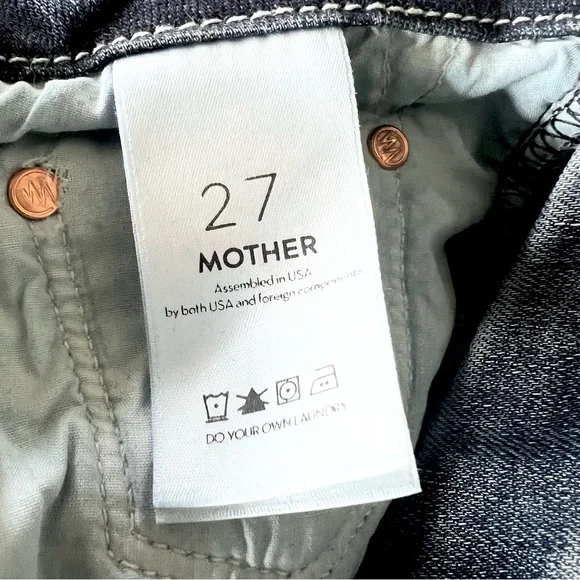 27
MOTHER
Assembled in USA
by both USA and foreign components
DO YOUR OWN LAUNDRY